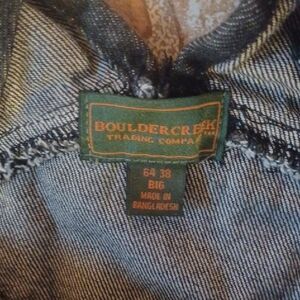 BOULDERCREEK
TRADING COMPANY
64 38
BIG
MADE IN
BANGLADESH